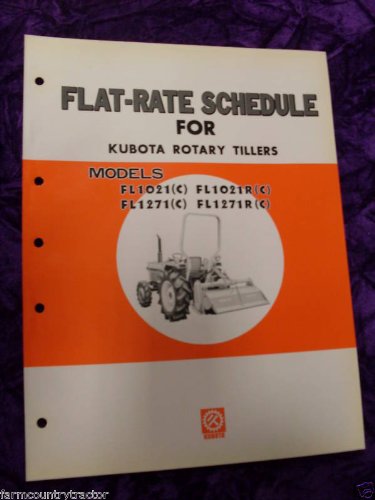 FLAT-RATE SCHEDULE
FOR
KUBOTA ROTARY TILLERS
MODELS
FL1021(C) FL1021R(C)
FL1271(C) FL1271R(C)
KUBOTA
farmcountrytractor